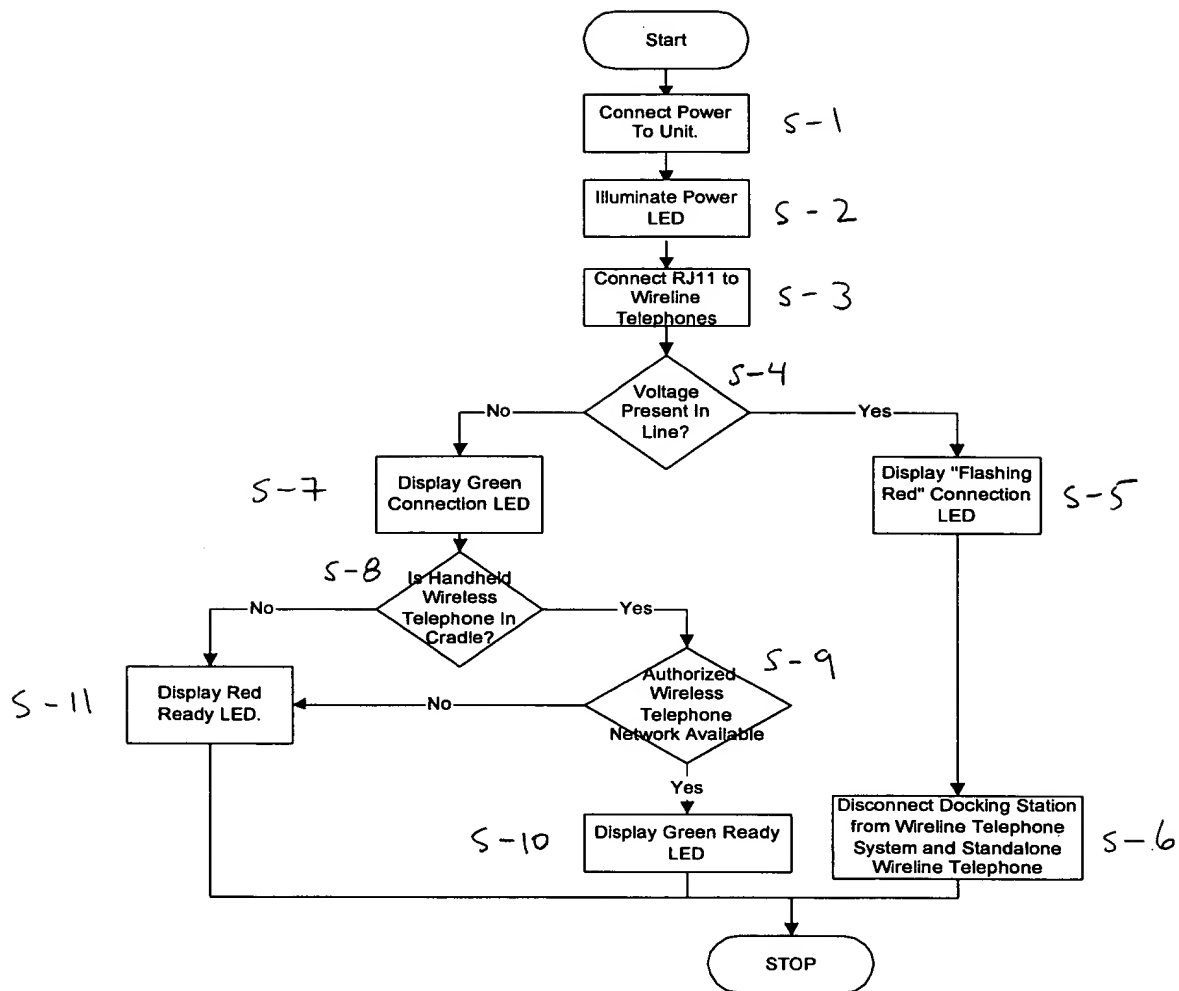 Start
Connect Power
To Unit.
S-1
Illuminate Power
LED
S-2
Connect RJ11 to
Wireline
Telephones
S-3
S-4
Voltage
Present In
Line?
No
Yes
S-7
Display Green
Connection LED
Display "Flashing
Red" Connection
LED
S-5
S-8
Is Handheld
Wireless
Telephone In
Cradle?
No
Yes
S-9
Authorized
Wireless
Telephone
Network Available
S-11
Display Red
Ready LED.
No
Yes
S-10
Display Green Ready
LED
Disconnect Docking Station
from Wireline Telephone
System and Standalone
Wireline Telephone
S-6
STOP